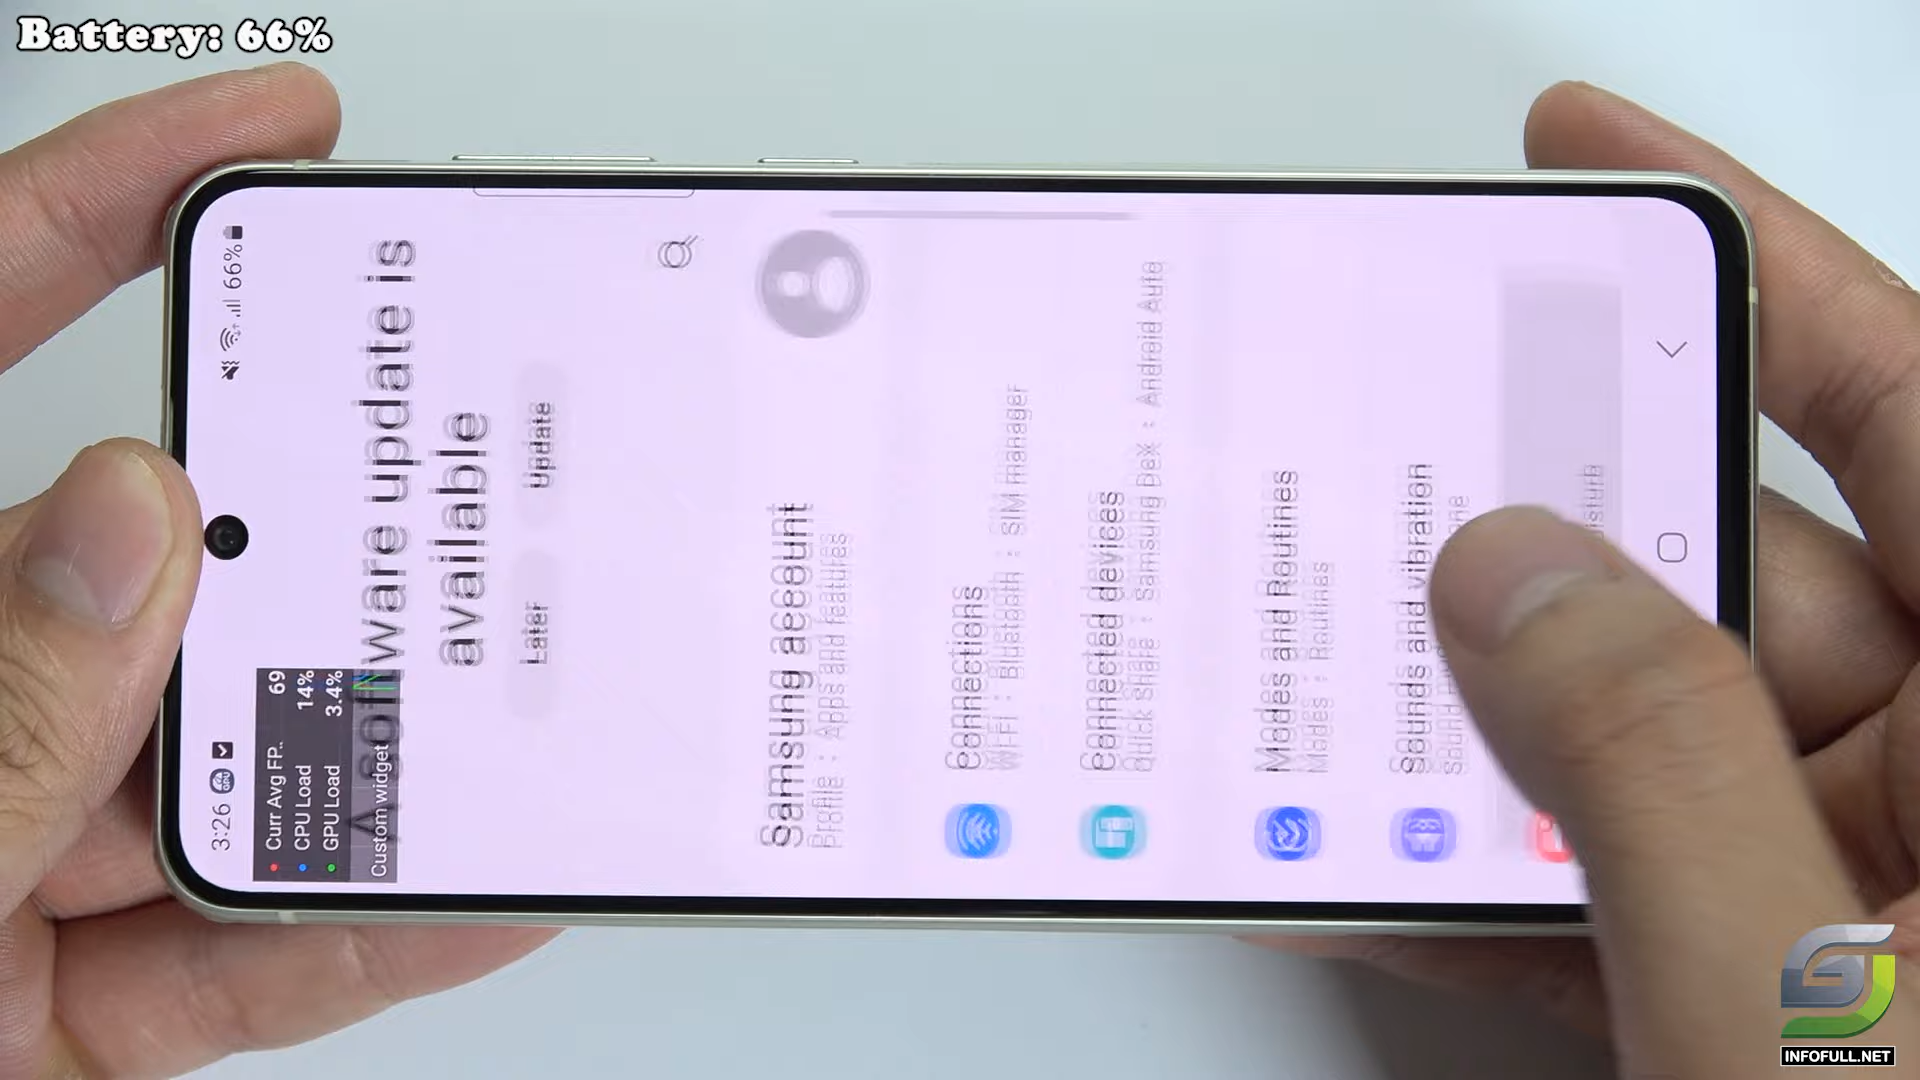 Battery: 66%
3:26
66%
Curr Avg FP.. 69
CPU Load 14%
GPU Load 3.4%
Custom widget
A software update is
available
Later
Update
Samsung account
Profile : Apps and features
Connections
Wi-Fi : Bluetooth : SIM manager
Connected devices
Quick Share : Samsung DeX : Android Auto
Modes and Routines
Modes : Routines
Sounds and vibration
Sound
INFOFULL.NET